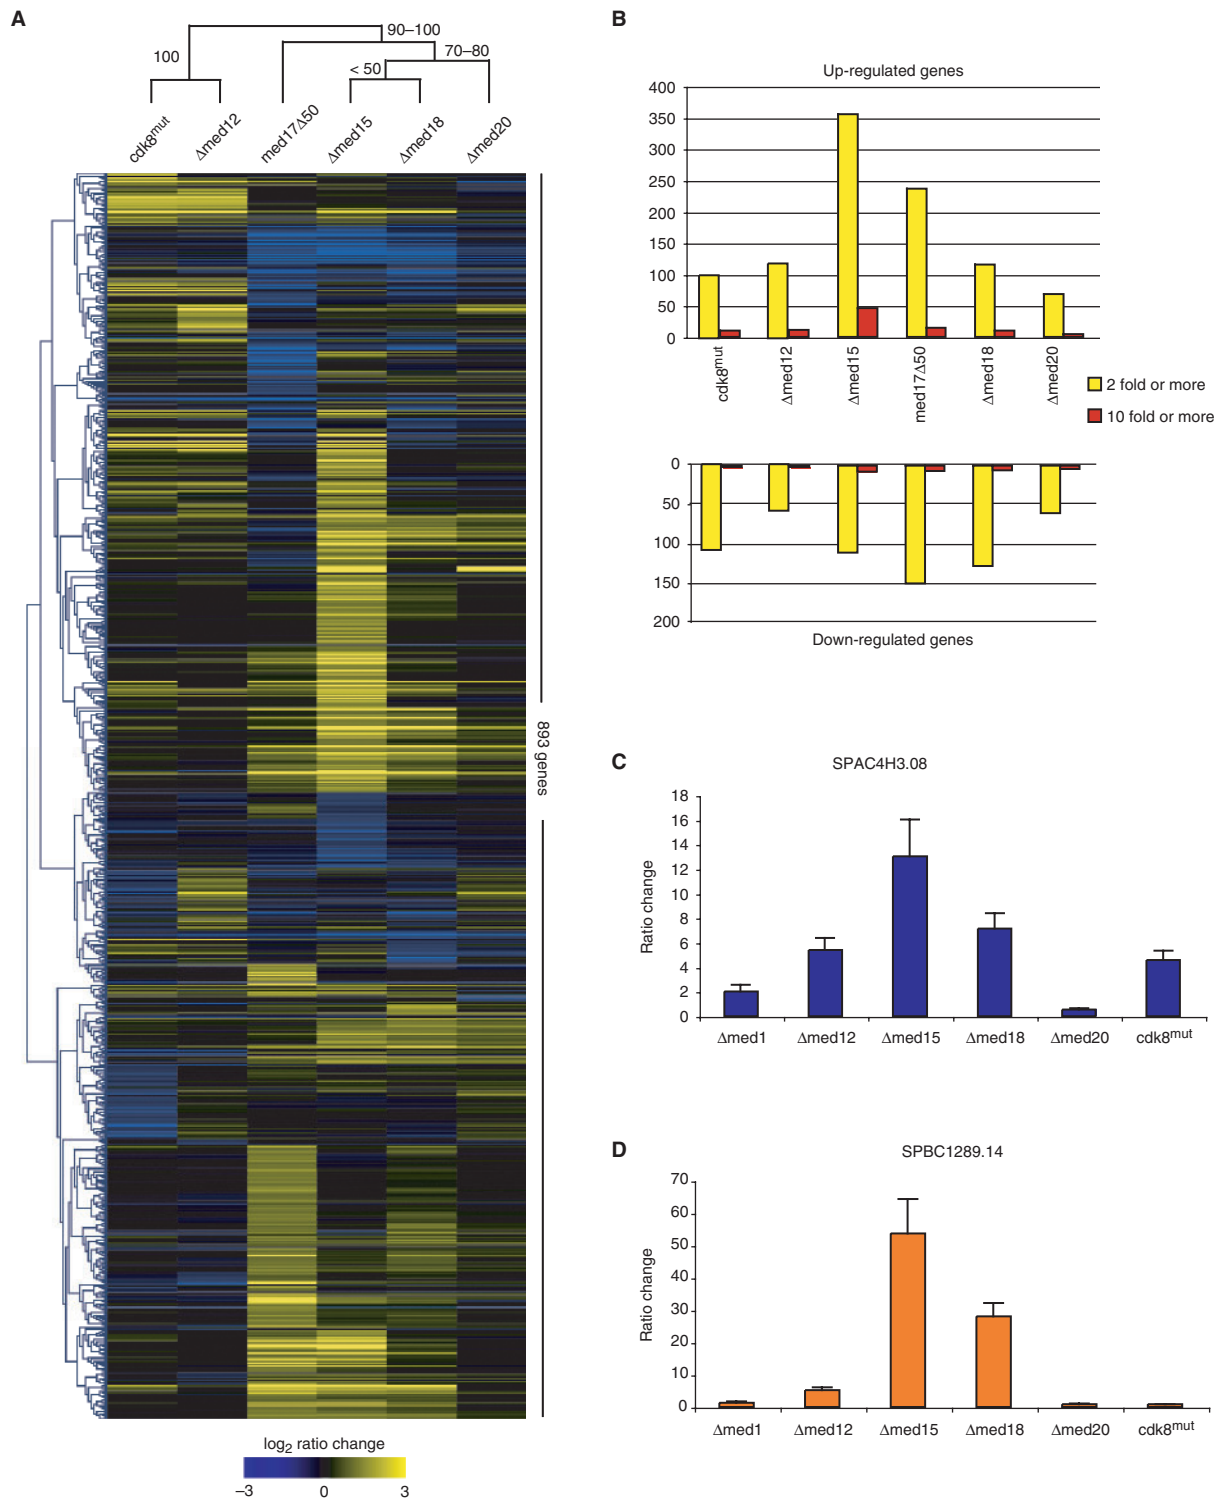 A
90–100
100
70–80
< 50
cdk8mut
Δmed12
med17Δ50
Δmed15
Δmed18
Δmed20
893 genes
log2 ratio change
–3
0
3
B
Up-regulated genes
400
350
300
250
200
150
100
50
0
cdk8mut
Δmed12
Δmed15
med17Δ50
Δmed18
Δmed20
2 fold or more
10 fold or more
0
50
100
150
200
Down-regulated genes
C
SPAC4H3.08
Ratio change
18
16
14
12
10
8
6
4
2
0
Δmed1
Δmed12
Δmed15
Δmed18
Δmed20
cdk8mut
D
SPBC1289.14
Ratio change
70
60
50
40
30
20
10
0
Δmed1
Δmed12
Δmed15
Δmed18
Δmed20
cdk8mut